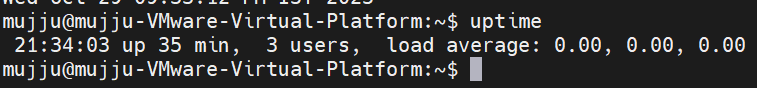 mujju@mujju-VMware-Virtual-Platform:~$ uptime
 21:34:03 up 35 min,  3 users,  load average: 0.00, 0.00, 0.00
mujju@mujju-VMware-Virtual-Platform:~$